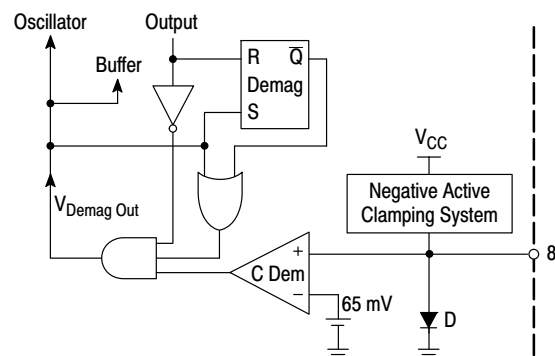 Oscillator
Output
Buffer
R
Q̅
Demag
S
V_CC
Negative Active
Clamping System
V_Demag Out
C Dem
+
−
65 mV
D
8